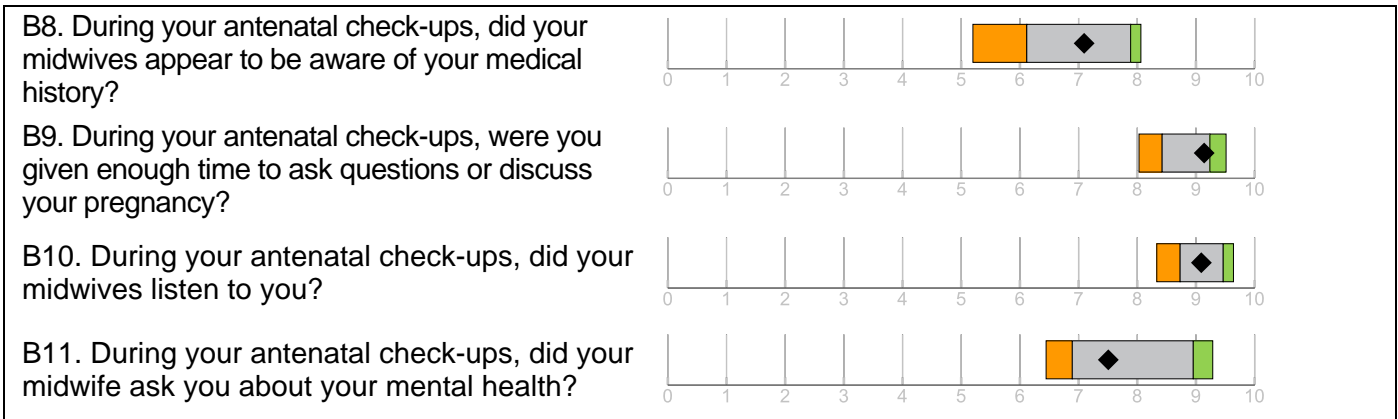 B8. During your antenatal check-ups, did your
midwives appear to be aware of your medical
history?
0 1 2 3 4 5 6 7 8 9 10
B9. During your antenatal check-ups, were you
given enough time to ask questions or discuss
your pregnancy?
0 1 2 3 4 5 6 7 8 9 10
B10. During your antenatal check-ups, did your
midwives listen to you?
0 1 2 3 4 5 6 7 8 9 10
B11. During your antenatal check-ups, did your
midwife ask you about your mental health?
0 1 2 3 4 5 6 7 8 9 10